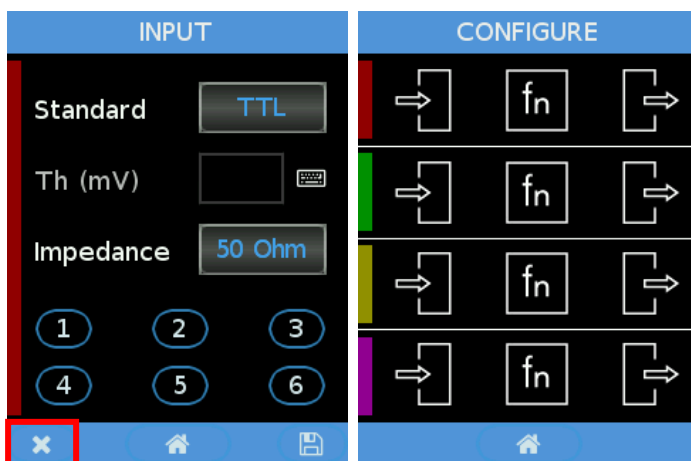 INPUT
Standard TTL
Th (mV)
Impedance 50 Ohm
1 2 3
4 5 6
CONFIGURE
fn
fn
fn
fn